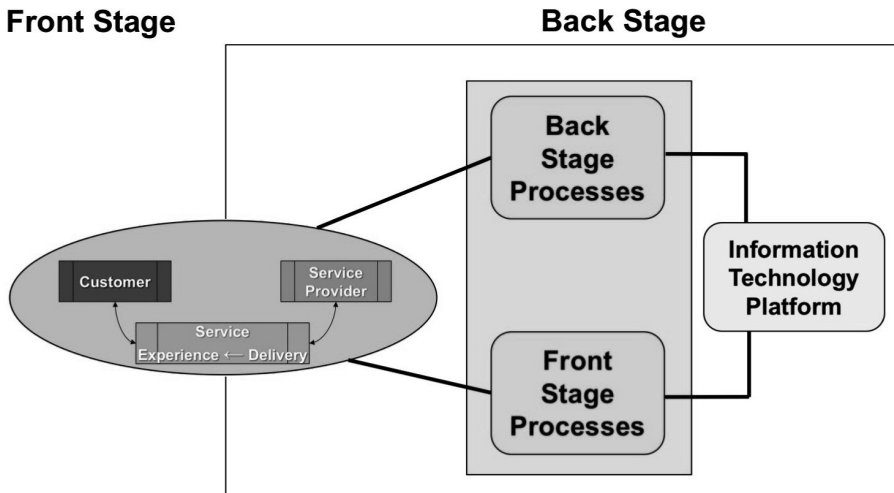 Front Stage
Back Stage
Back
Stage
Processes
Information
Technology
Platform
Customer
Service
Provider
Service
Experience ← Delivery
Front
Stage
Processes